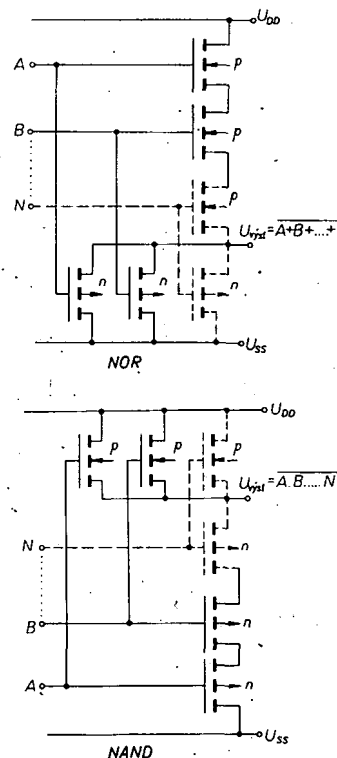 U_DD
A
p
B
p
N
p
U_výst = A+B+....+
n
n
n
U_SS
NOR
U_DD
p
p
p
U_výst = A.B.....N
N
n
B
n
A
n
U_SS
NAND